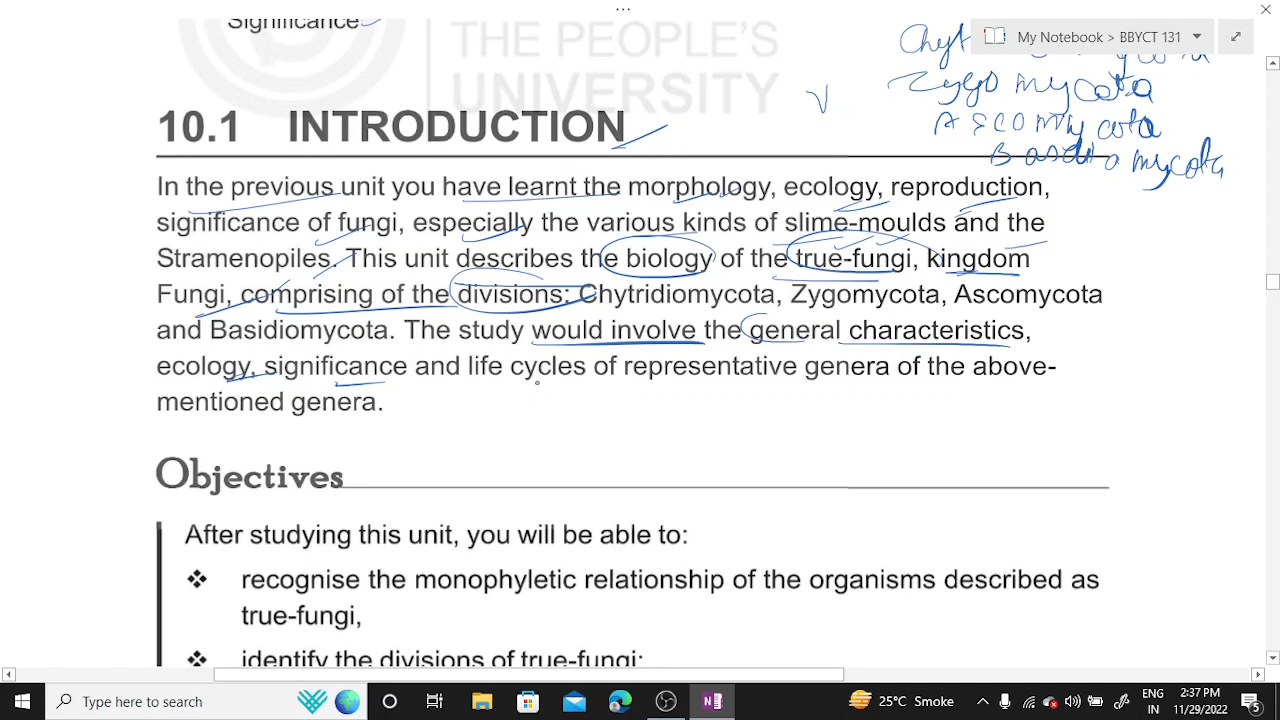 ...
My Notebook > BBYCT 131
Significance
THE PEOPLE'S
UNIVERSITY
Chyt
Zygo mycota
Ascomycota
Basidiomycota
10.1 INTRODUCTION
In the previous unit you have learnt the morphology, ecology, reproduction,
significance of fungi, especially the various kinds of slime-moulds and the
Stramenopiles. This unit describes the biology of the true-fungi, kingdom
Fungi, comprising of the divisions: Chytridiomycota, Zygomycota, Ascomycota
and Basidiomycota. The study would involve the general characteristics,
ecology, significance and life cycles of representative genera of the above-
mentioned genera.
Objectives
After studying this unit, you will be able to:
❖ recognise the monophyletic relationship of the organisms described as
true-fungi,
❖ identify the divisions of true-fungi;
Type here to search
25°C Smoke
ENG
IN
2:37 PM
11/29/2022
5